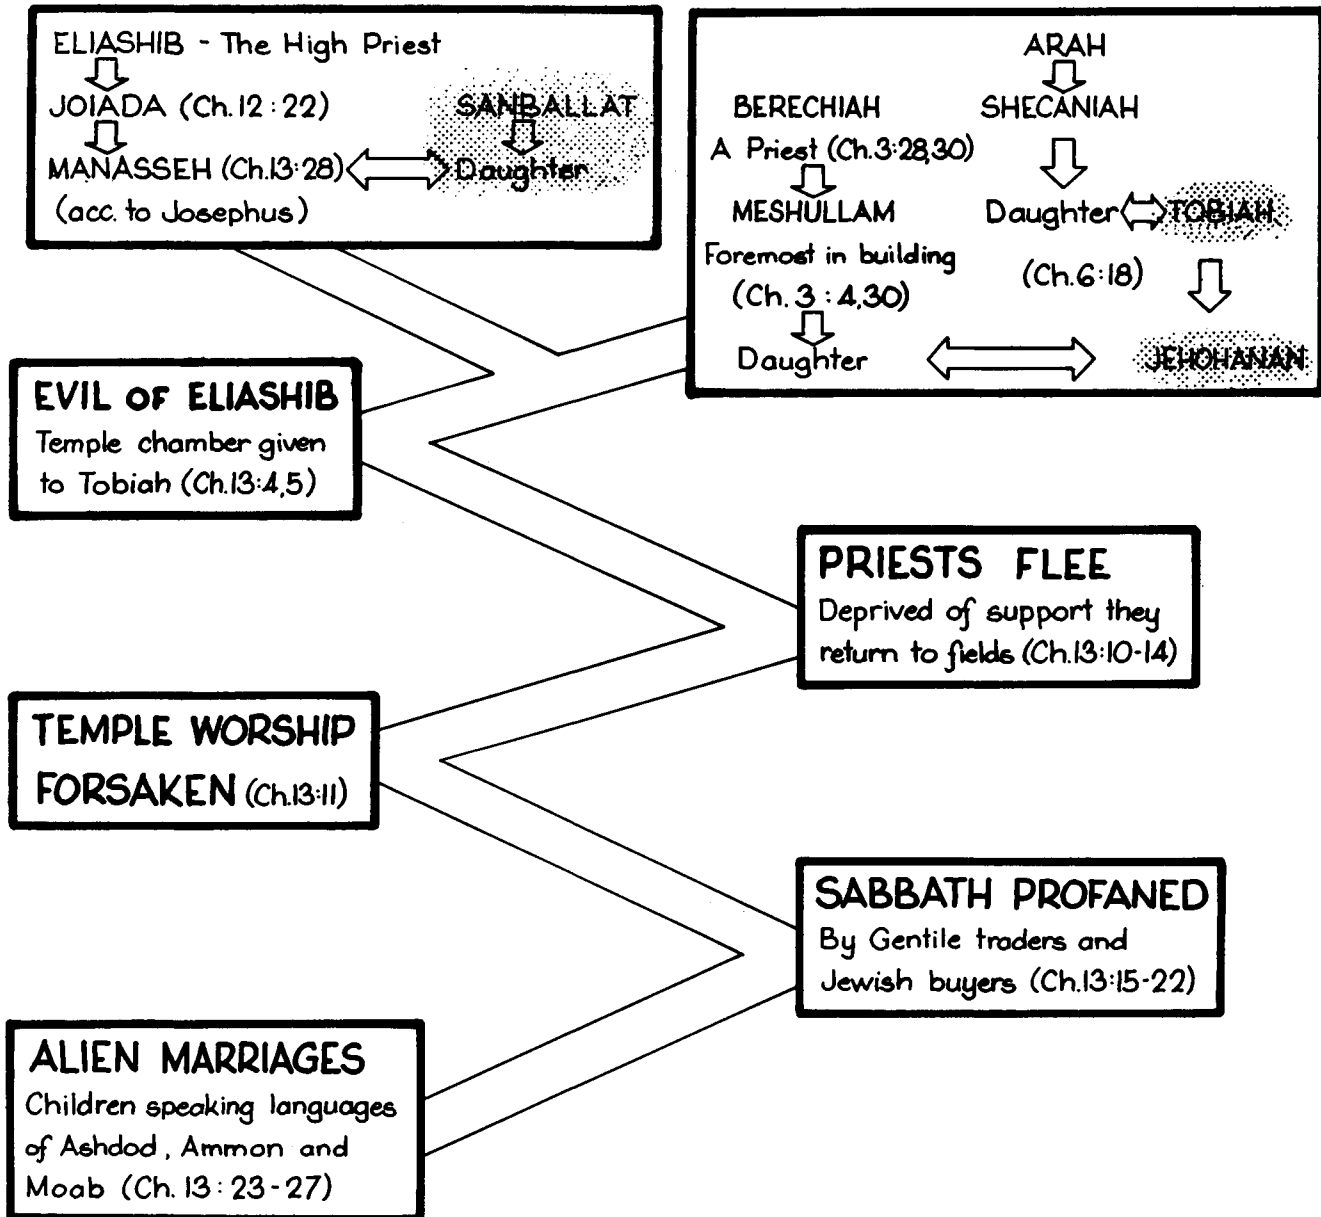 ELIASHIB - The High Priest
JOIADA (Ch. 12 : 22)
SANBALLAT
MANASSEH (Ch.13:28)
Daughter
(acc. to Josephus)
ARAH
BERECHIAH
SHECANIAH
A Priest (Ch.3:28,30)
MESHULLAM
Daughter
TOBIAH
Foremost in building
(Ch.6:18)
(Ch. 3 : 4,30)
Daughter
JEHOHANAN
EVIL OF ELIASHIB
Temple chamber given
to Tobiah (Ch.13:4,5)
PRIESTS FLEE
Deprived of support they
return to fields (Ch.13:10-14)
TEMPLE WORSHIP
FORSAKEN (Ch.13:11)
SABBATH PROFANED
By Gentile traders and
Jewish buyers (Ch.13:15-22)
ALIEN MARRIAGES
Children speaking languages
of Ashdod, Ammon and
Moab (Ch. 13 : 23-27)